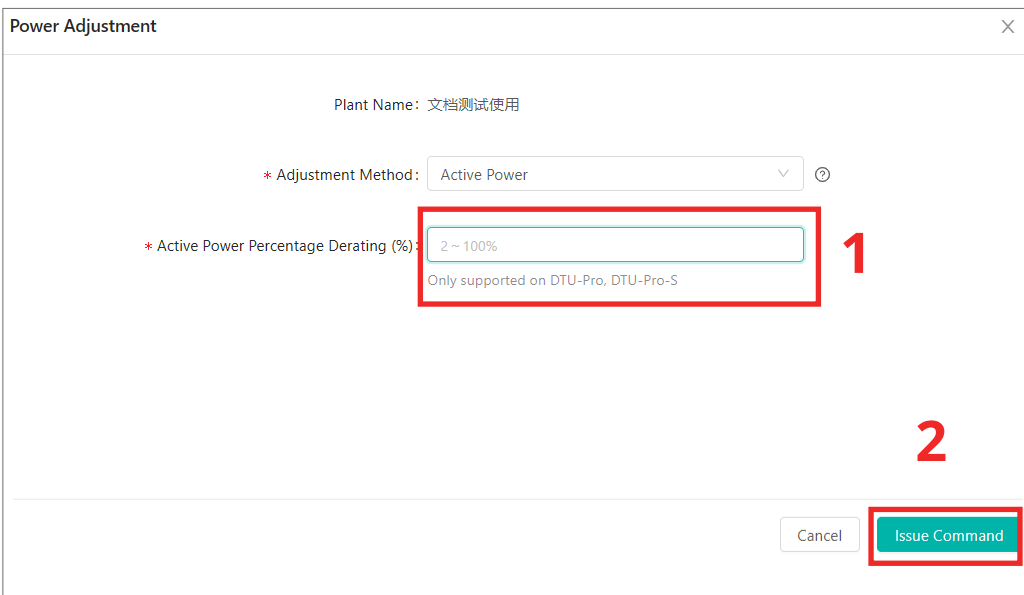 Power Adjustment
Plant Name: 文档测试使用
* Adjustment Method: Active Power
* Active Power Percentage Derating (%): 2 ~ 100%
Only supported on DTU-Pro, DTU-Pro-S
1
2
Cancel Issue Command